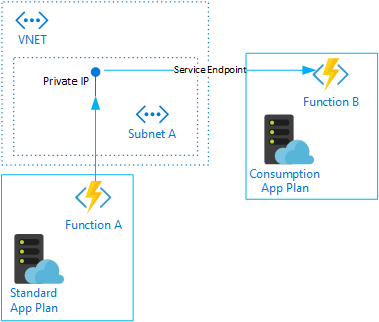 VNET
Private IP
Service Endpoint
Subnet A
Function B
Consumption
App Plan
Function A
Standard
App Plan